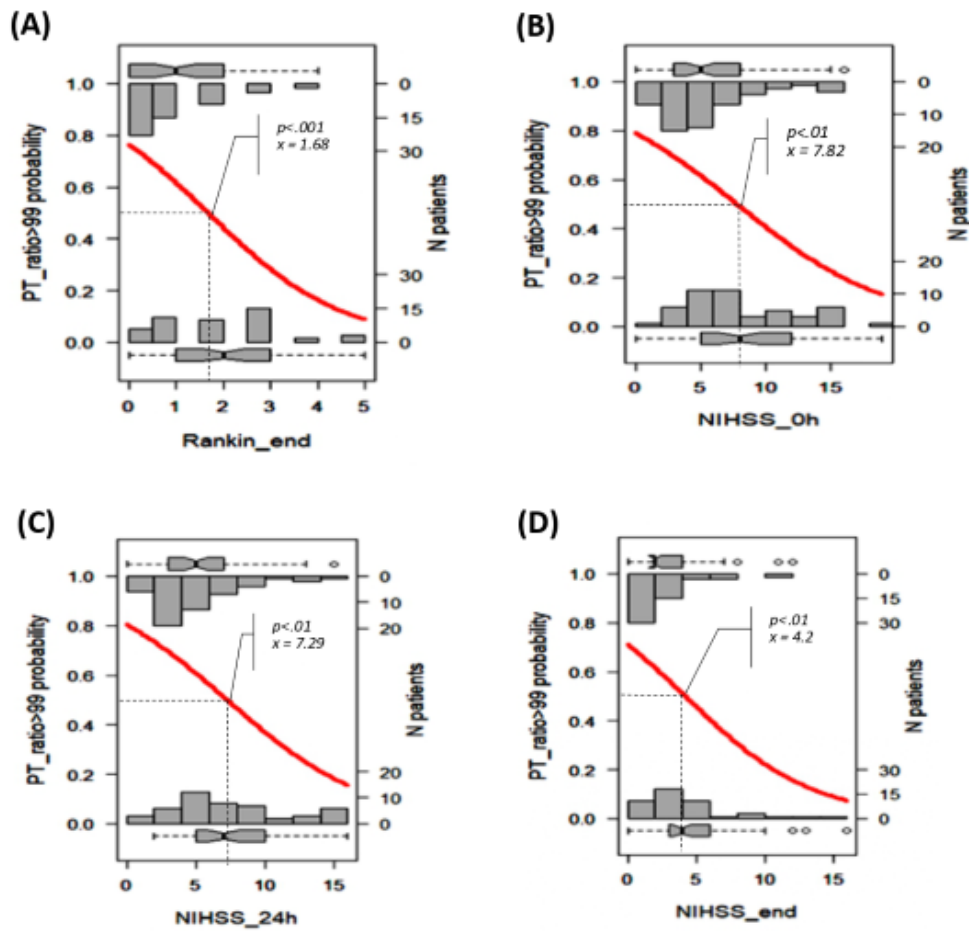 (A)
PT_ratio>99 probability
1.0
0.8
0.6
0.4
0.2
0.0
p<.001
x = 1.68
0
15
30
30
15
0
N patients
0 1 2 3 4 5
Rankin_end
(B)
PT_ratio>99 probability
1.0
0.8
0.6
0.4
0.2
0.0
p<.01
x = 7.82
0
10
20
20
10
0
N patients
0 5 10 15
NIHSS_0h
(C)
PT_ratio>99 probability
1.0
0.8
0.6
0.4
0.2
0.0
p<.01
x = 7.29
0
10
20
20
10
0
N patients
0 5 10 15
NIHSS_24h
(D)
PT_ratio>99 probability
1.0
0.8
0.6
0.4
0.2
0.0
p<.01
x = 4.2
0
15
30
30
15
0
N patients
0 5 10 15
NIHSS_end